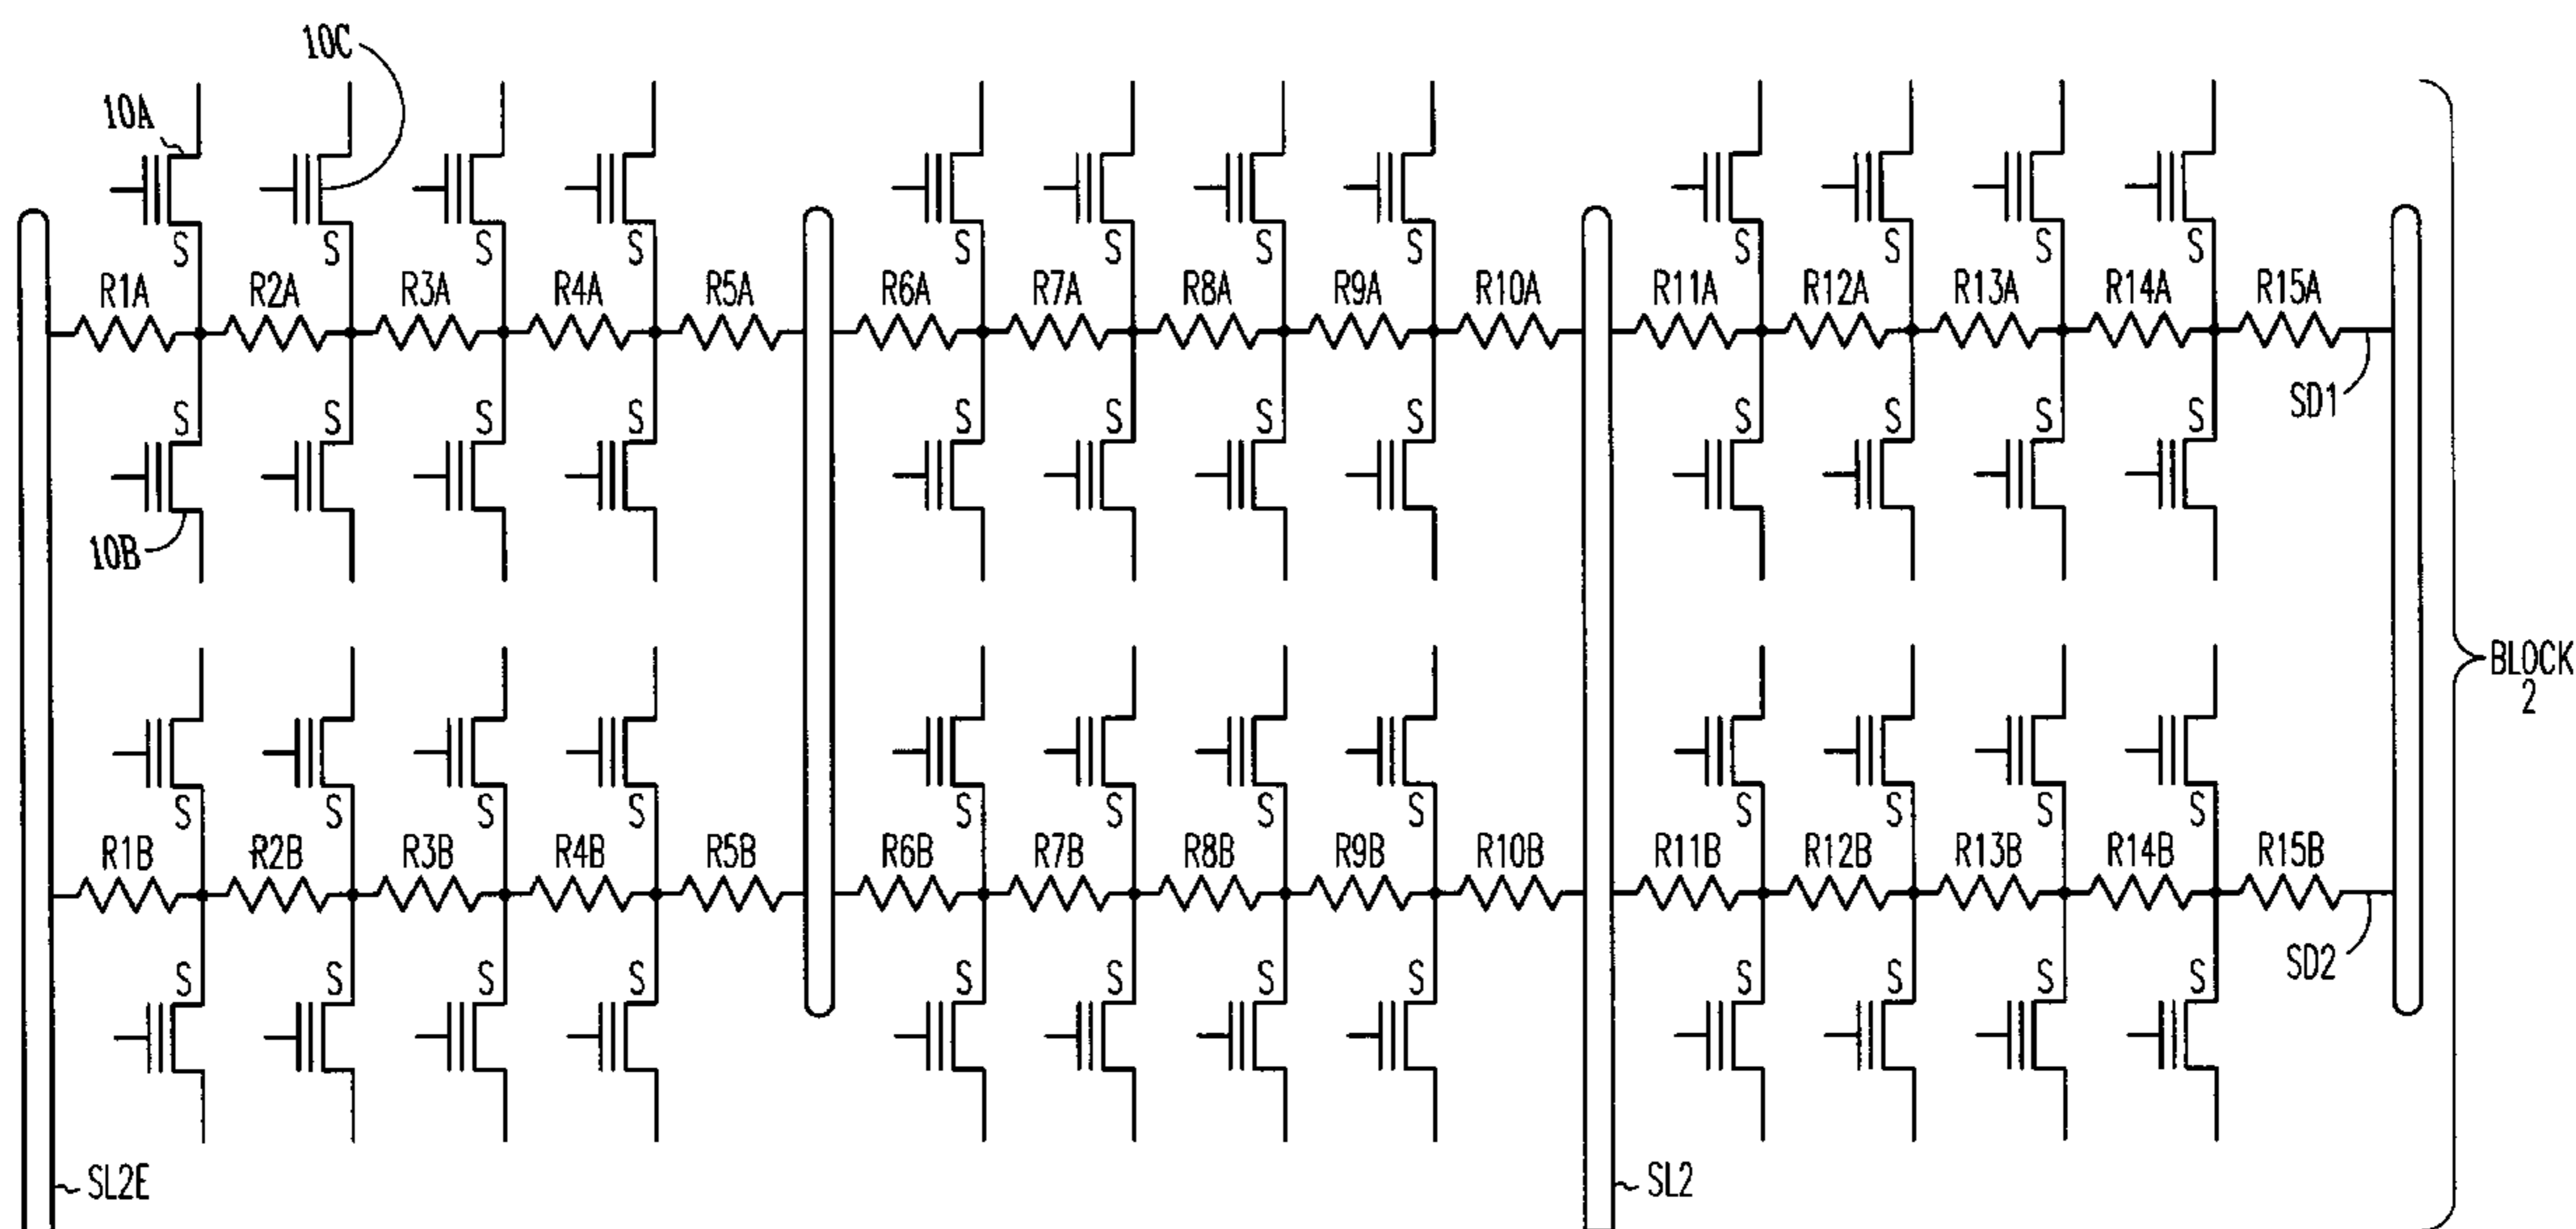 10C
10A
S S S S S S S S S S S S
R1A R2A R3A R4A R5A R6A R7A R8A R9A R10A R11A R12A R13A R14A R15A
SD1
S S S S S S S S S S S S
10B
BLOCK
2
S S S S S S S S S S S S
R1B R2B R3B R4B R5B R6B R7B R8B R9B R10B R11B R12B R13B R14B R15B
SD2
S S S S S S S S S S S S
SL2E
SL2